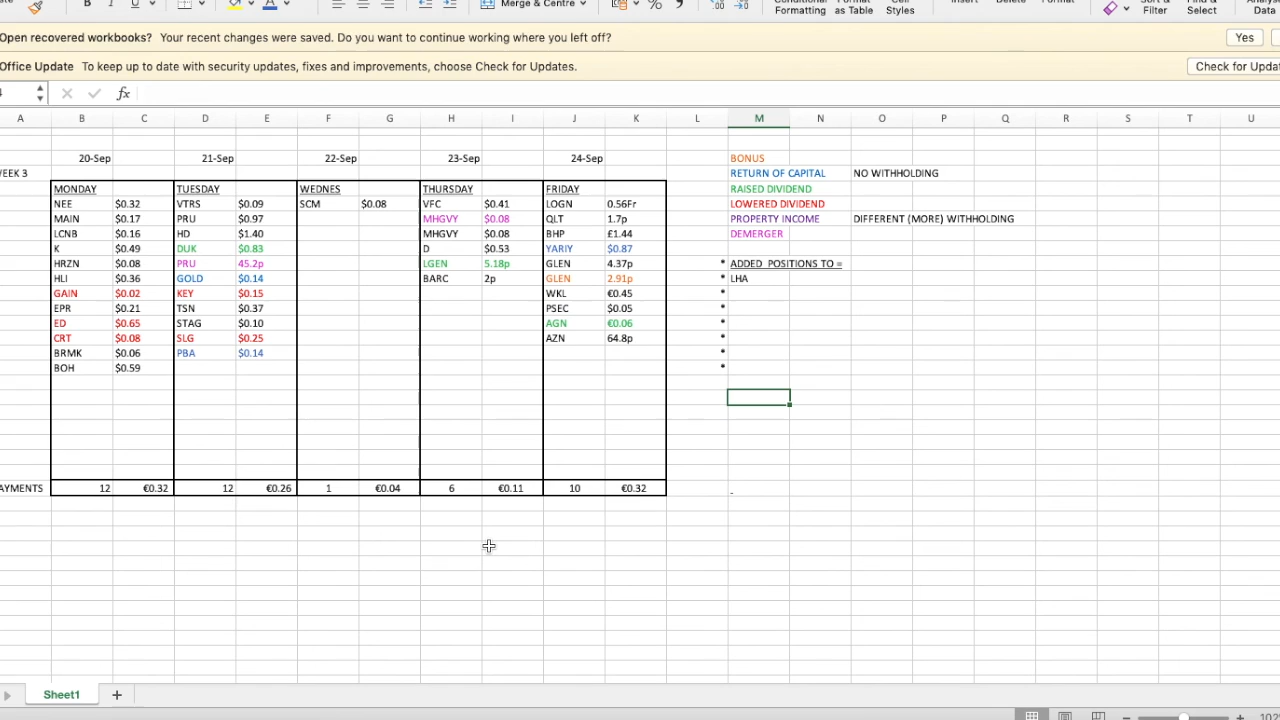 Merge & Centre
Conditional Formatting
Format as Table
Cell Styles
Insert Delete Format
Sort & Filter
Find & Select
Data
Open recovered workbooks? Your recent changes were saved. Do you want to continue working where you left off? Yes
Office Update To keep up to date with security updates, fixes and improvements, choose Check for Updates. Check for Upda
4 fx
A B C D E F G H I J K L M N O P Q R S T U
20-Sep 21-Sep 22-Sep 23-Sep 24-Sep BONUS
EEK 3 RETURN OF CAPITAL NO WITHHOLDING
MONDAY TUESDAY WEDNES THURSDAY FRIDAY RAISED DIVIDEND
NEE $0.32 VTRS $0.09 SCM $0.08 VFC $0.41 LOGN 0.56Fr LOWERED DIVIDEND
MAIN $0.17 PRU $0.97 MHGVY $0.08 QLT 1.7p PROPERTY INCOME DIFFERENT (MORE) WITHHOLDING
LCNB $0.16 HD $1.40 MHGVY $0.08 BHP £1.44 DEMERGER
K $0.49 DUK $0.83 D $0.53 YARIY $0.87
HRZN $0.08 PRU 45.2p LGEN 5.18p GLEN 4.37p * ADDED POSITIONS TO =
HLI $0.36 GOLD $0.14 BARC 2p GLEN 2.91p * LHA
GAIN $0.02 KEY $0.15 WKL €0.45 *
EPR $0.21 TSN $0.37 PSEC $0.05 *
ED $0.65 STAG $0.10 AGN €0.06 *
CRT $0.08 SLG $0.25 AZN 64.8p *
BRMK $0.06 PBA $0.14 *
BOH $0.59 *
AYMENTS 12 €0.32 12 €0.26 1 €0.04 6 €0.11 10 €0.32 .
Sheet1 +